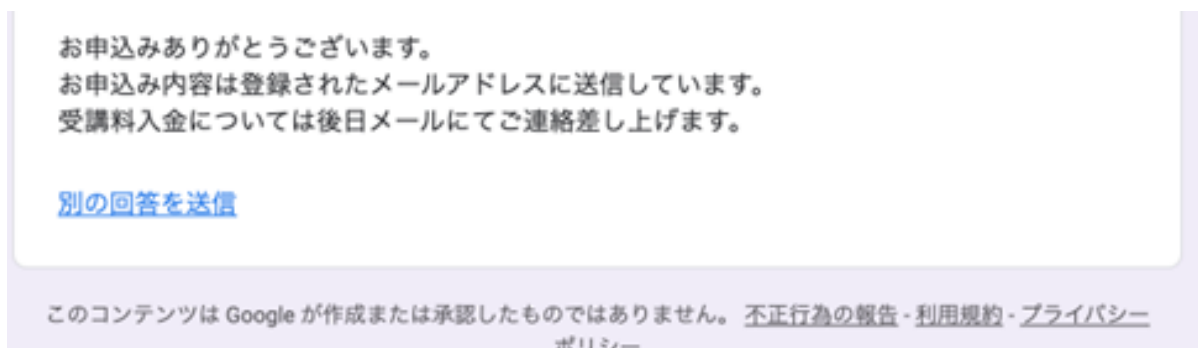 お申込みありがとうございます。
お申込み内容は登録されたメールアドレスに送信しています。
受講料入金については後日メールにてご連絡差し上げます。
別の回答を送信
このコンテンツは Google が作成または承認したものではありません。 不正行為の報告 - 利用規約 - プライバシー
ポリシー